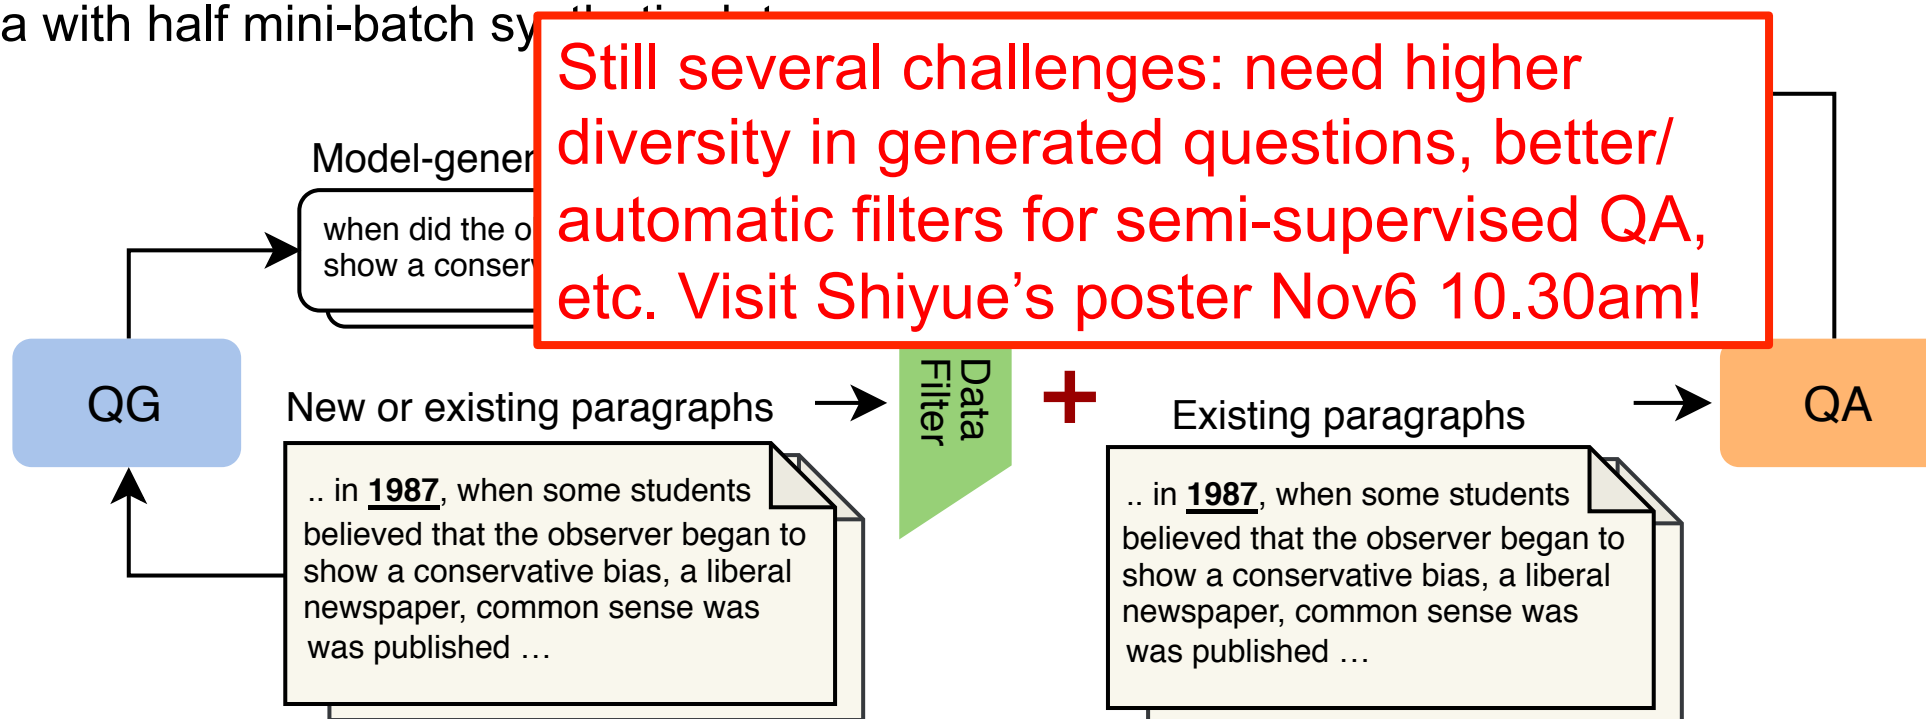 a with half mini-batch
Still several challenges: need higher
diversity in generated questions, better/
automatic filters for semi-supervised QA,
etc. Visit Shiyue’s poster Nov6 10.30am!
when did the
show a
QG
New or existing paragraphs
Data
Filter
+
Existing paragraphs
QA
.. in 1987, when some students
believed that the observer began to
show a conservative bias, a liberal
newspaper, common sense was
was published …
.. in 1987, when some students
believed that the observer began to
show a conservative bias, a liberal
newspaper, common sense was
was published …